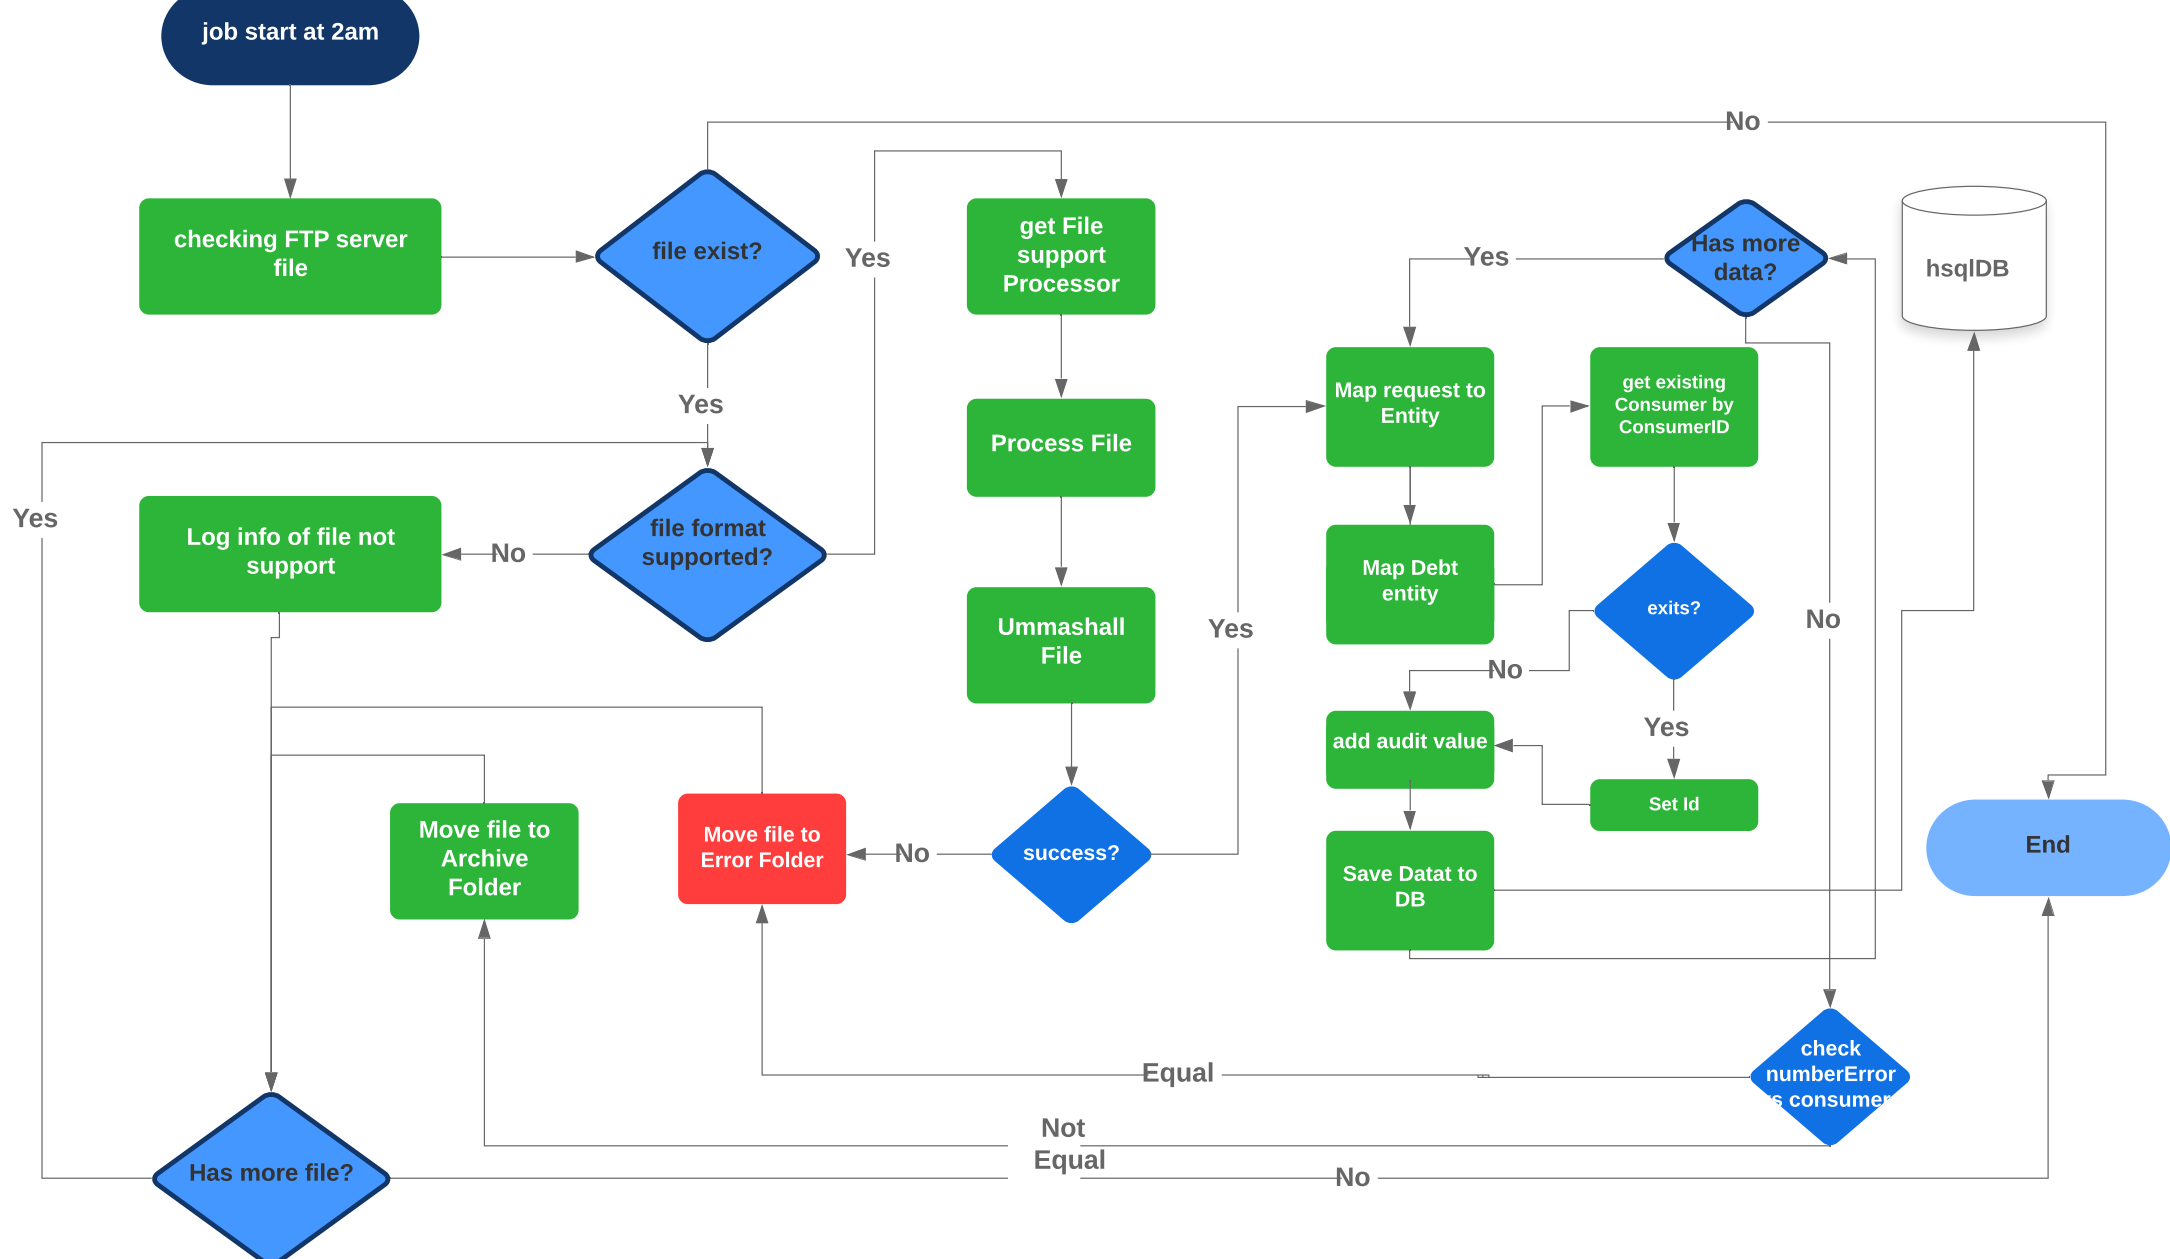 job start at 2am
No
checking FTP server
file
file exist?
Yes
get File
support
Processor
Yes
Has more
data?
hsqlDB
Yes
Map request to
Entity
get existing
Consumer by
ConsumerID
Process File
Yes
Log info of file not
support
No
file format
supported?
Map Debt
entity
exits?
No
Ummashall
File
Yes
No
Yes
add audit value
Set Id
Move file to
Archive
Folder
Move file to
Error Folder
No
success?
Save Datat to
DB
End
check
numberError
s consumer
Equal
Not
Equal
Has more file?
No